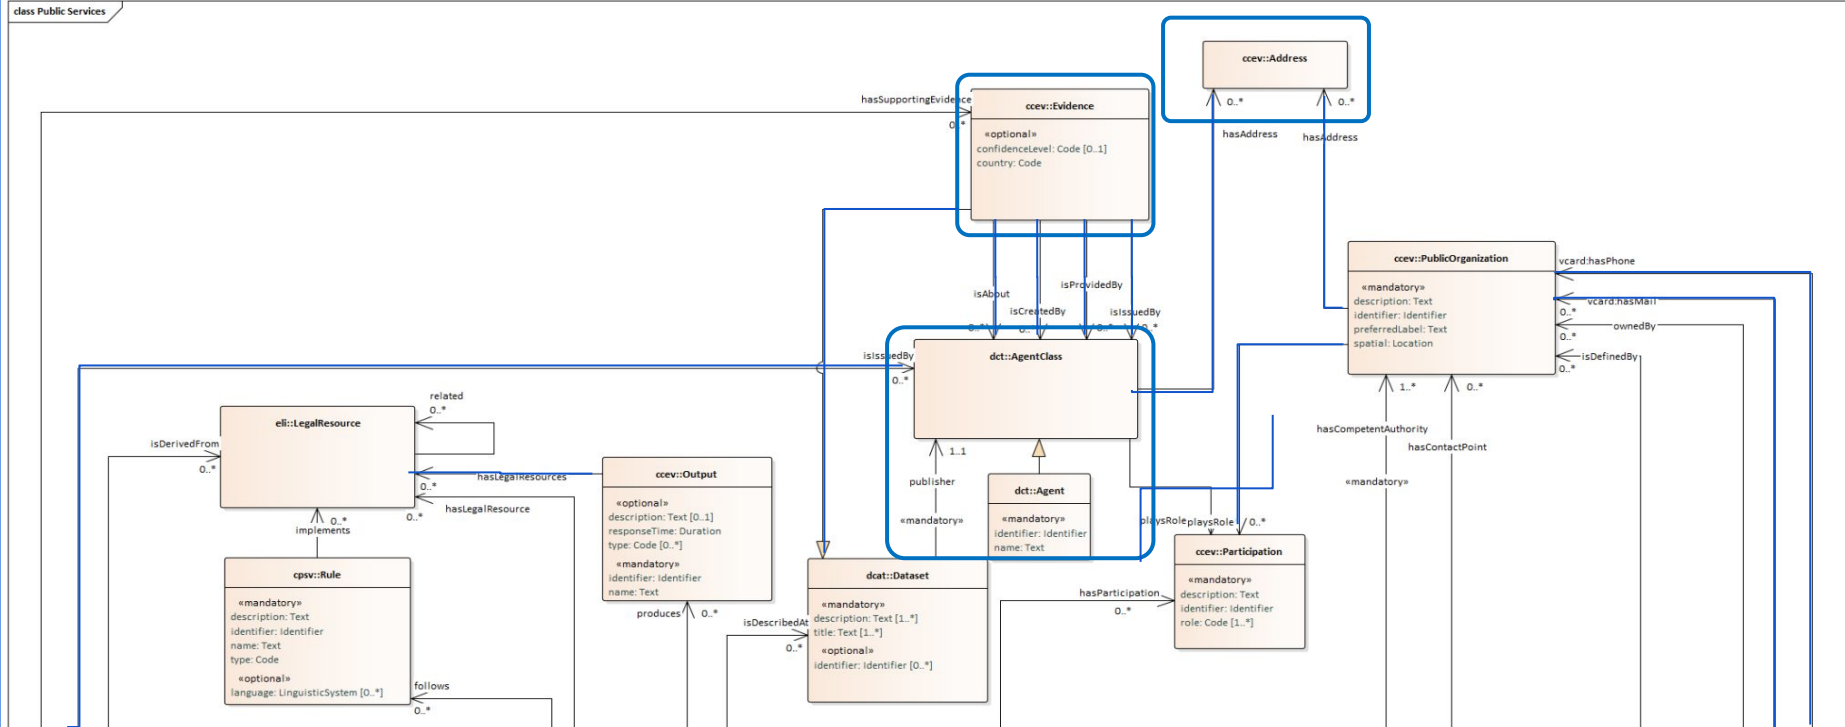 class Public Services
ccev::Address
0..*
0..*
hasAddress
hasAddress
hasSupportingEvidence
0..*
ccev::Evidence
«optional»
confidenceLevel: Code [0..1]
country: Code
isAbout
isCreatedBy
isProvidedBy
isIssuedBy
0..*
0..*
0..*
0..*
ccev::PublicOrganization
«mandatory»
description: Text
identifier: Identifier
preferredLabel: Text
spatial: Location
vcard:hasPhone
vcard:hasMail
0..*
ownedBy
0..*
isDefinedBy
0..*
1..*
0..*
hasCompetentAuthority
hasContactPoint
«mandatory»
isIssuedBy
0..*
dct::AgentClass
1..1
publisher
«mandatory»
dct::Agent
«mandatory»
identifier: Identifier
name: Text
related
0..*
eli::LegalResource
isDerivedFrom
0..*
hasLegalResources
0..*
hasLegalResource
0..*
0..*
implements
ccev::Output
«optional»
description: Text [0..1]
responseTime: Duration
type: Code [0..*]
«mandatory»
identifier: Identifier
name: Text
produces
0..*
playsRole
playsRole
0..*
ccev::Participation
«mandatory»
description: Text
identifier: Identifier
role: Code [1..*]
hasParticipation
0..*
cpsv::Rule
«mandatory»
description: Text
identifier: Identifier
name: Text
type: Code
«optional»
language: LinguisticSystem [0..*]
follows
0..*
dcat::Dataset
«mandatory»
description: Text [1..*]
title: Text [1..*]
«optional»
identifier: Identifier [0..*]
isDescribedAt
0..*